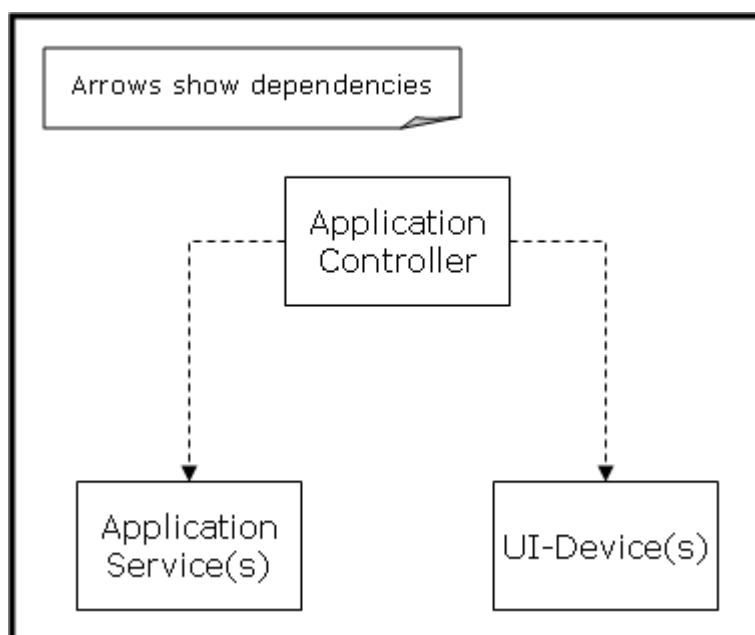 Arrows show dependencies
Application
Controller
Application
Service(s)
UI-Device(s)